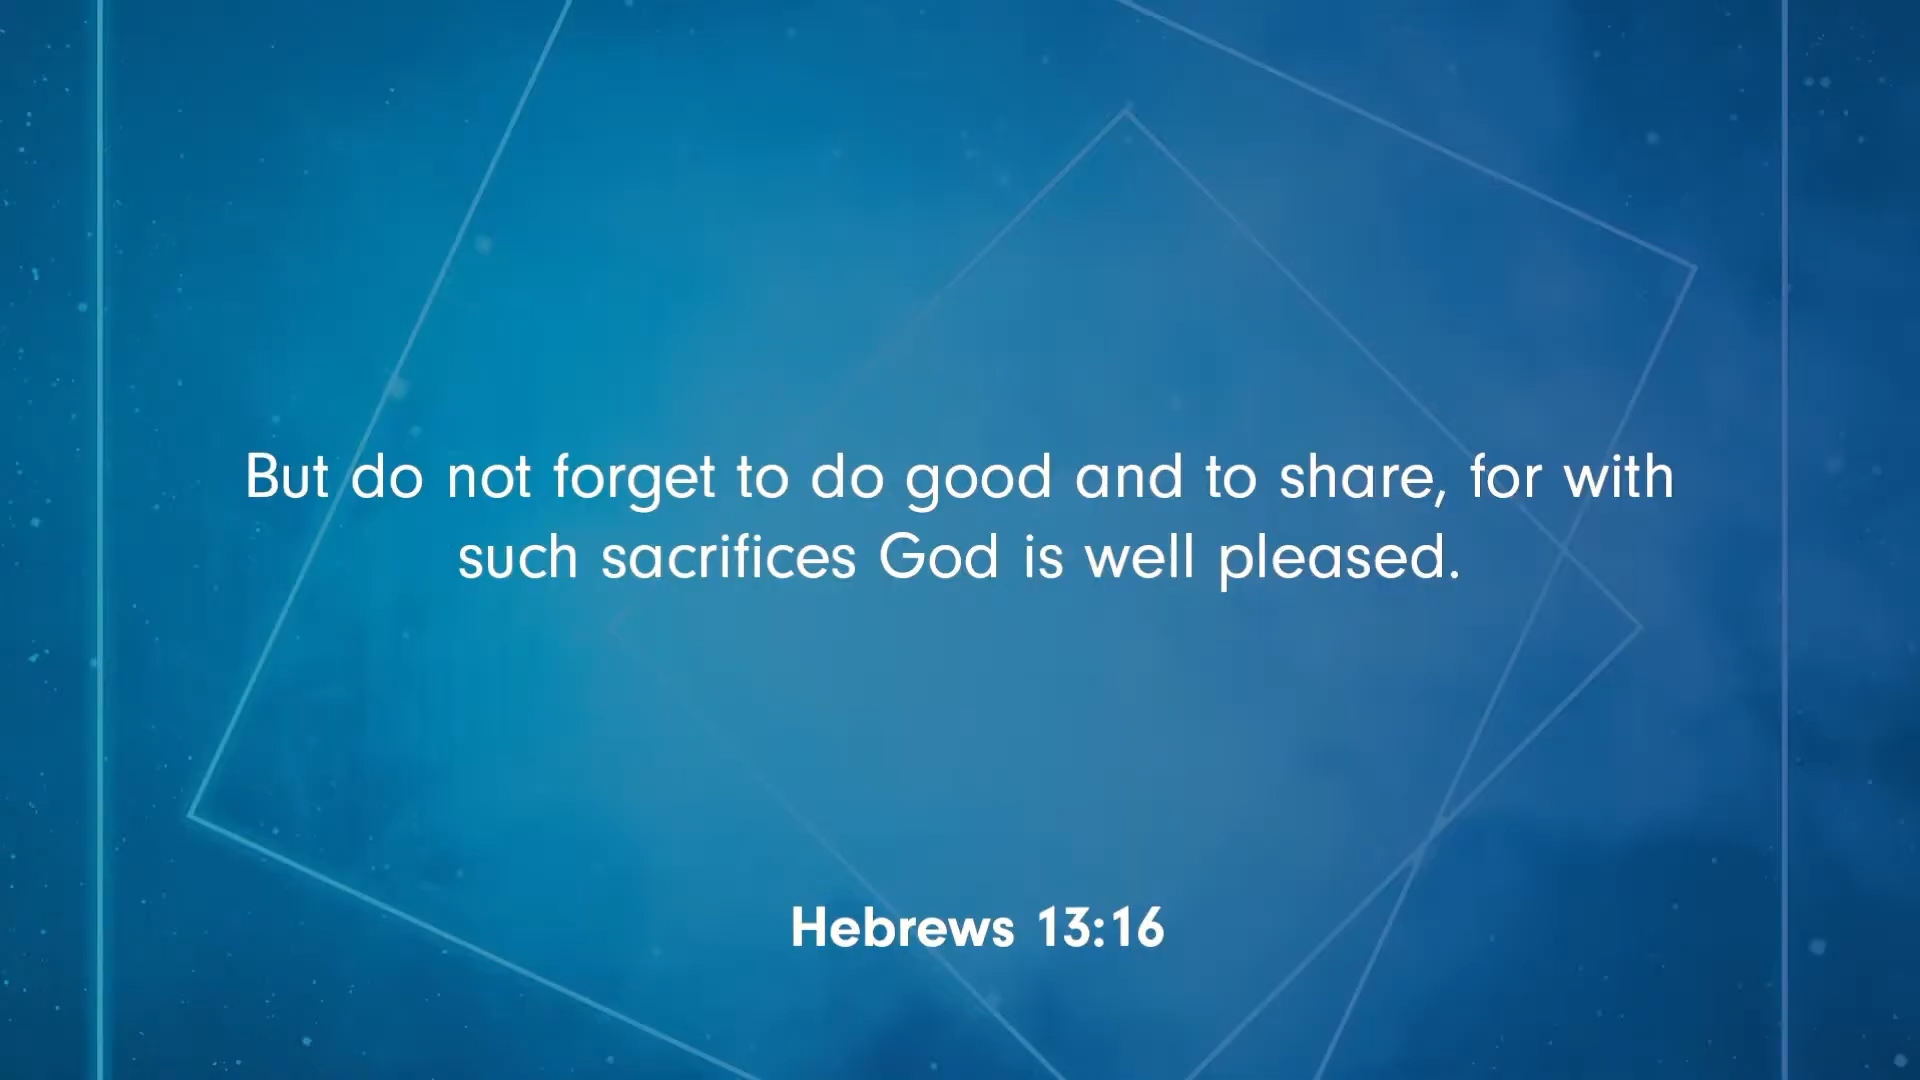 But do not forget to do good and to share, for with
such sacrifices God is well pleased.
Hebrews 13:16